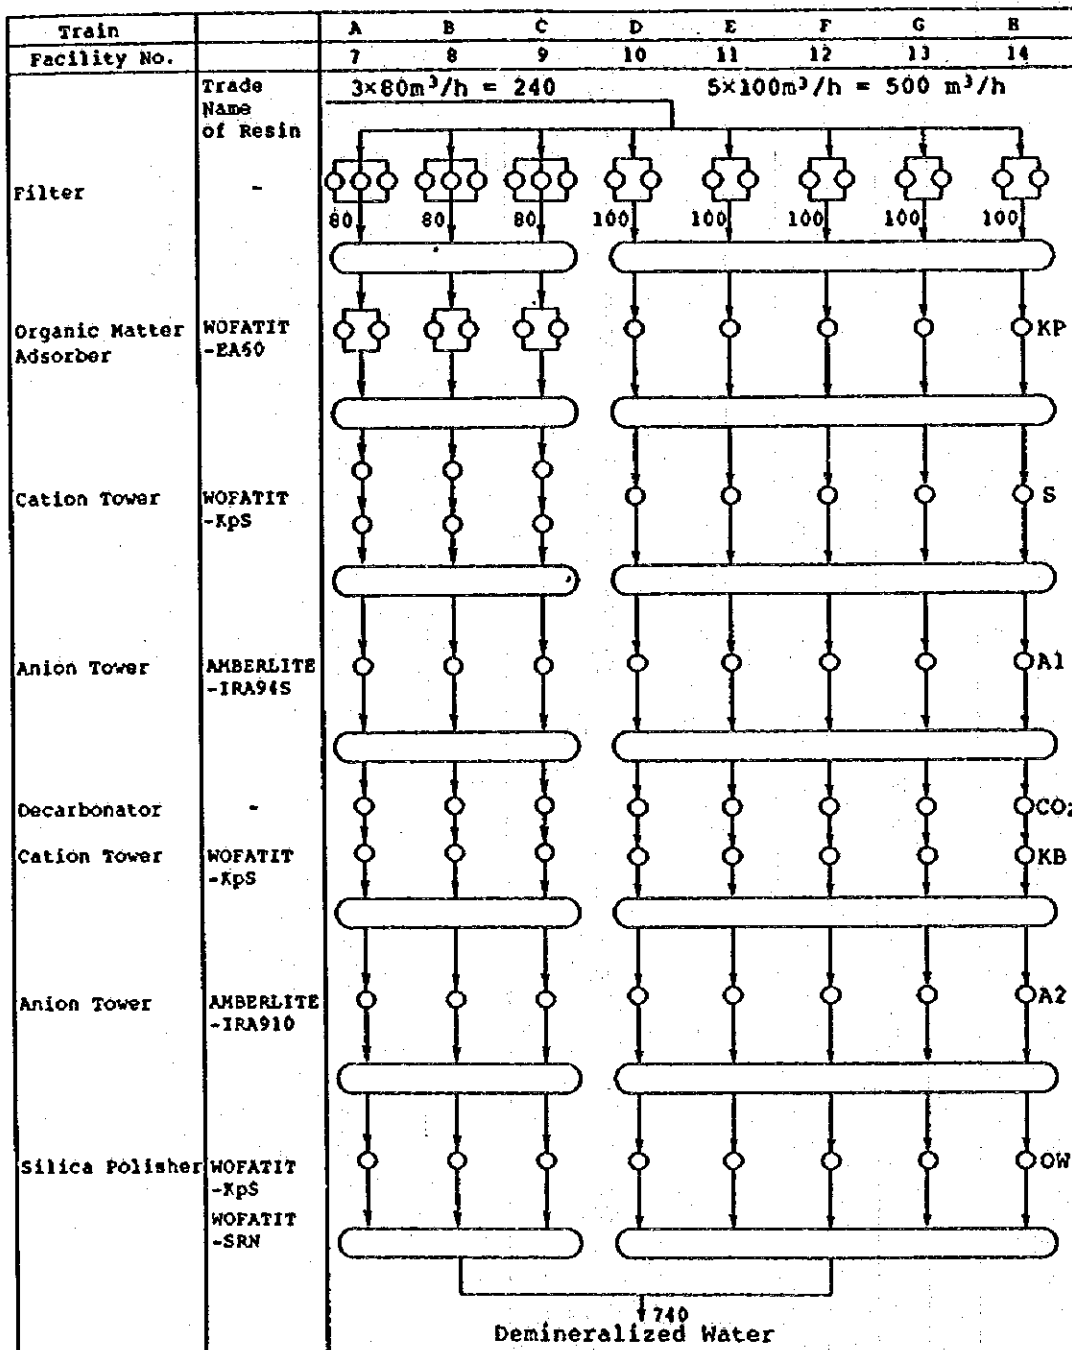 Train A B C D E F G H
Facility No. 7 8 9 10 11 12 13 14
Trade 3×80m³/h = 240 5×100m³/h = 500 m³/h
Name
of Resin
Filter -
80 80 80 100 100 100 100 100
Organic Matter WOFATIT KP
Adsorber -EA60
Cation Tower WOFATIT S
-KpS
Anion Tower AMBERLITE A1
-IRA94S
Decarbonator - CO₂
Cation Tower WOFATIT KB
-KpS
Anion Tower AMBERLITE A2
-IRA910
Silica Polisher WOFATIT OW
-KpS
WOFATIT
-SRN
740
Demineralized Water